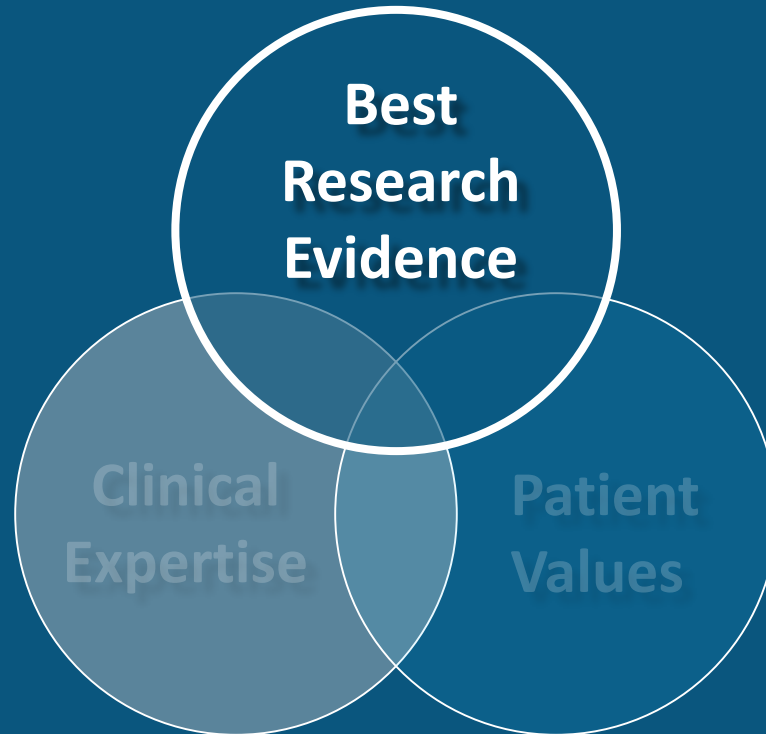 Best
Research
Evidence
Clinical
Expertise
Patient
Values